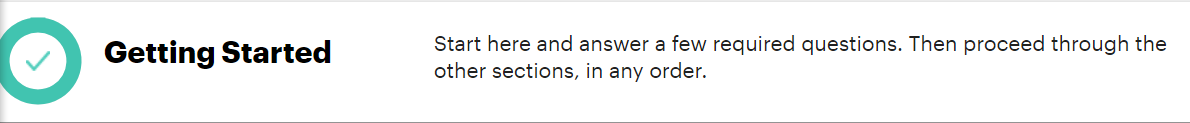 Getting Started
Start here and answer a few required questions. Then proceed through the
other sections, in any order.